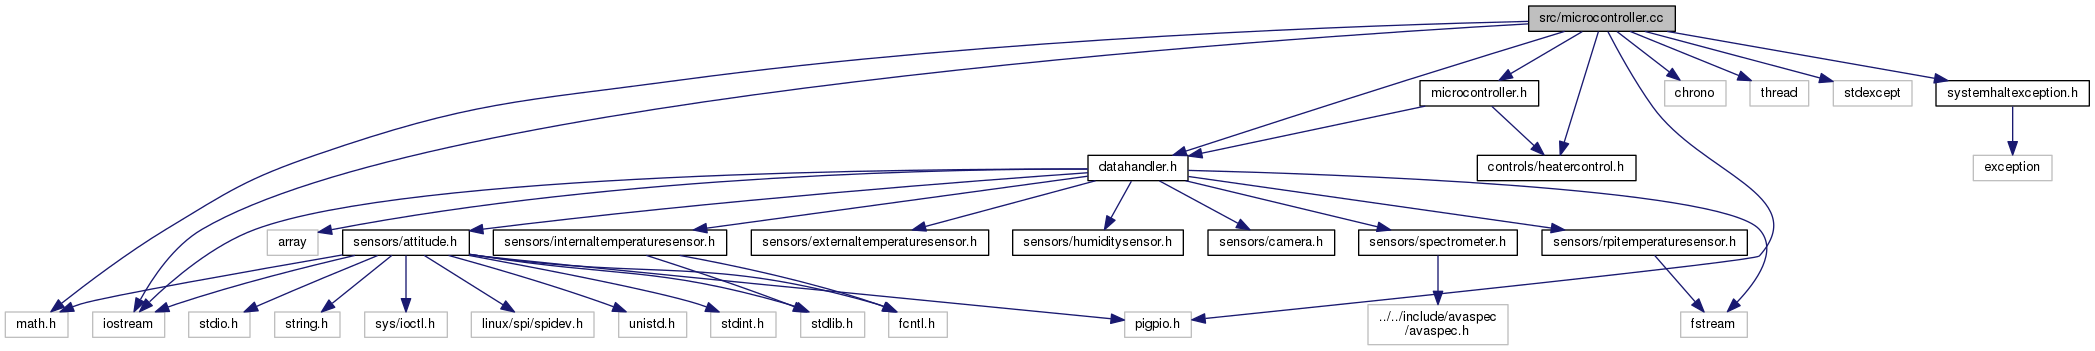 src/microcontroller.cc
microcontroller.h
chrono
thread
stdexcept
systemhaltexception.h
datahandler.h
controls/heatercontrol.h
exception
array
sensors/attitude.h
sensors/internaltemperaturesensor.h
sensors/externaltemperaturesensor.h
sensors/humiditysensor.h
sensors/camera.h
sensors/spectrometer.h
sensors/rpitemperaturesensor.h
math.h
iostream
stdio.h
string.h
sys/ioctl.h
linux/spi/spidev.h
unistd.h
stdint.h
stdlib.h
fcntl.h
pigpio.h
../../include/avaspec
/avaspec.h
fstream